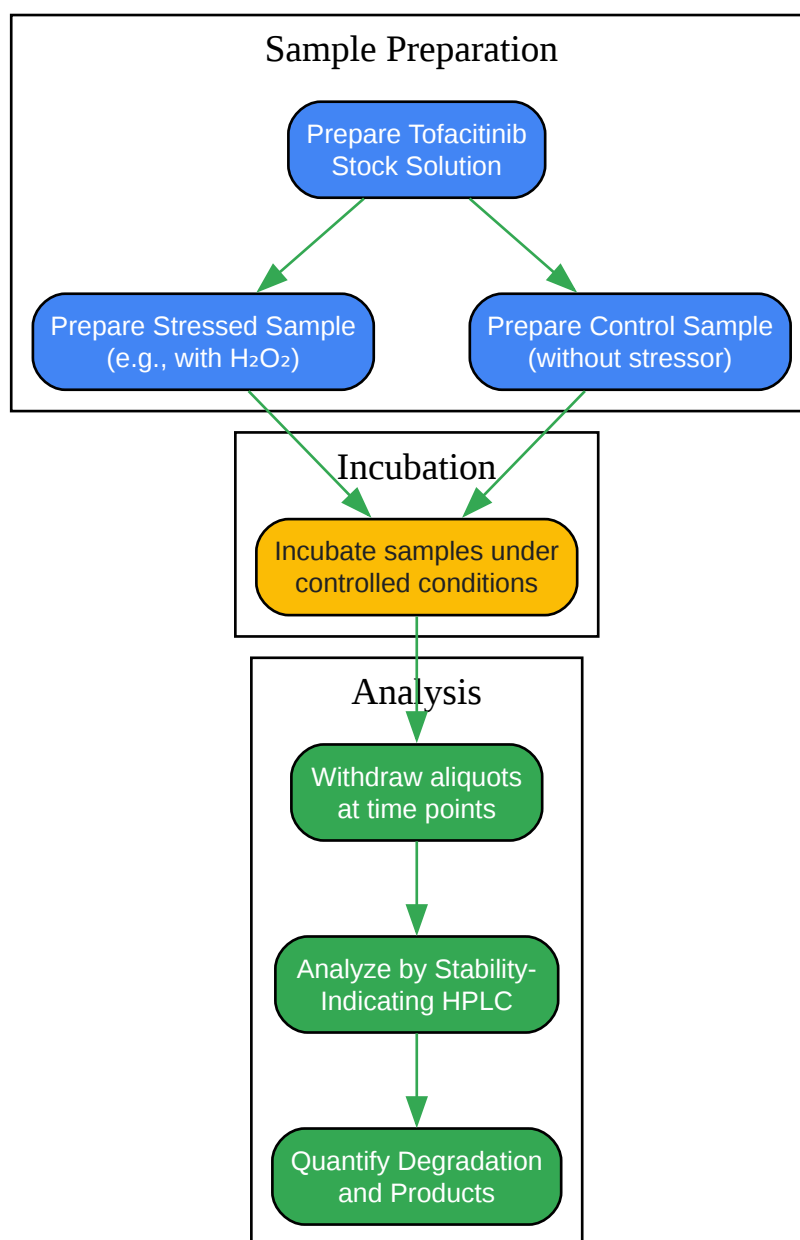 Sample Preparation
Prepare Tofacitinib
Stock Solution
Prepare Stressed Sample
(e.g., with H₂O₂)
Prepare Control Sample
(without stressor)
Incubation
Incubate samples under
controlled conditions
Analysis
Withdraw aliquots
at time points
Analyze by Stability-
Indicating HPLC
Quantify Degradation
and Products